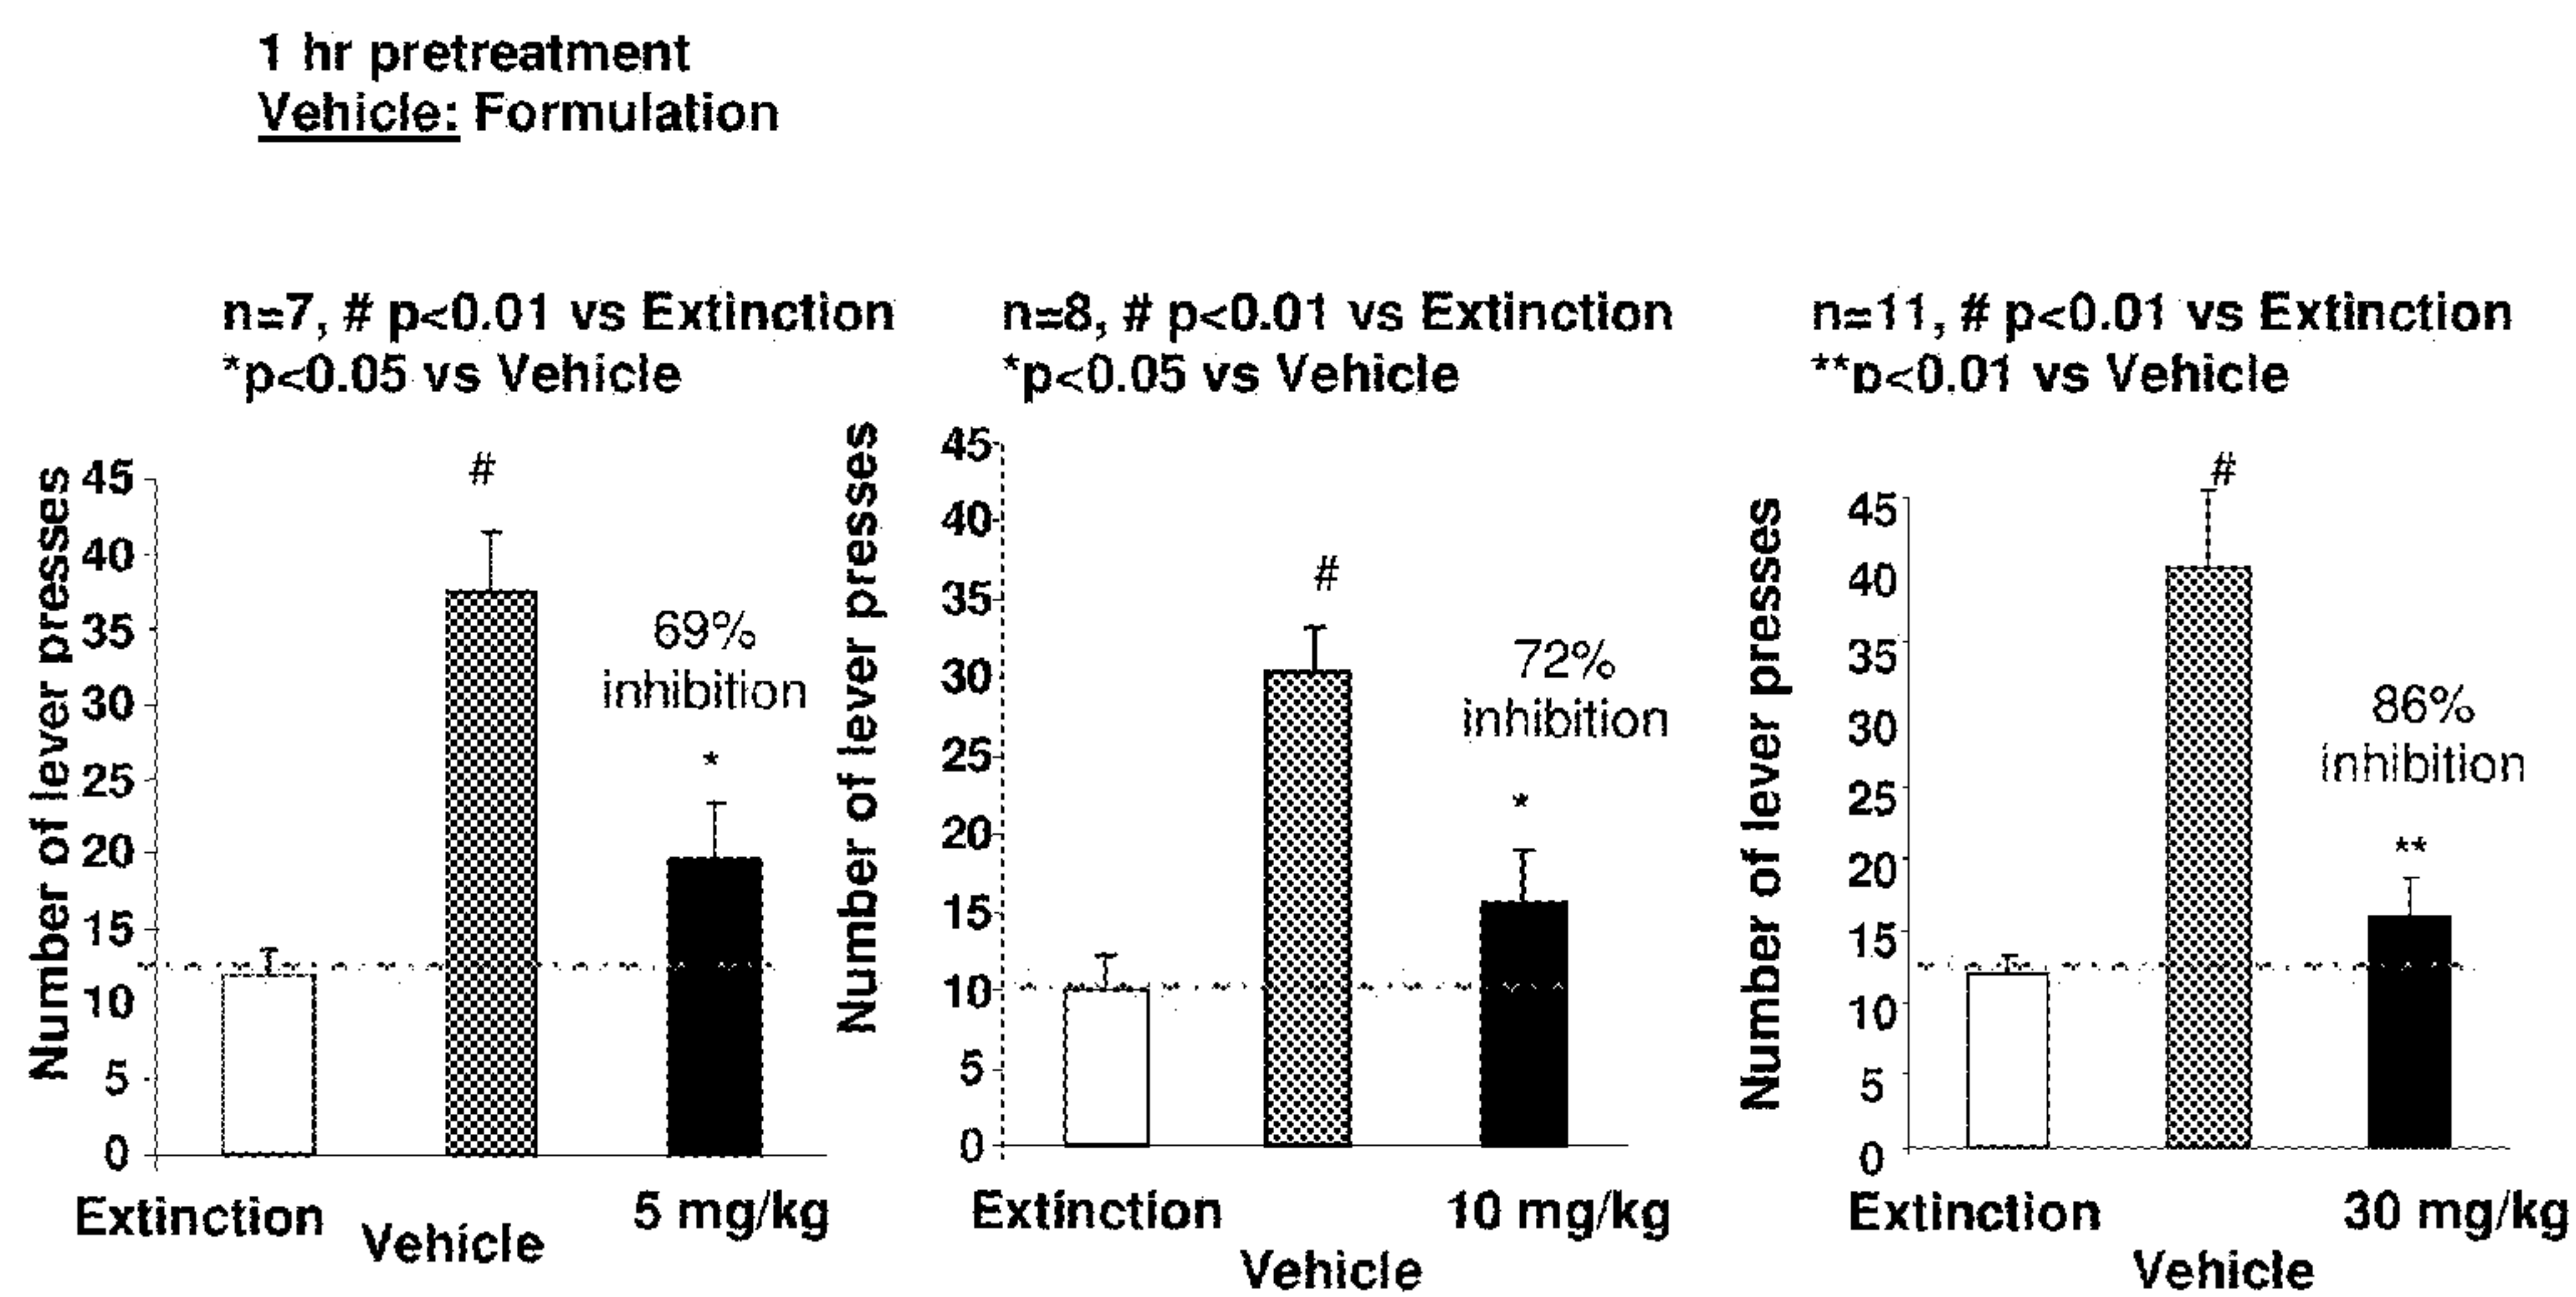 1 hr pretreatment
Vehicle: Formulation
n=7, # p<0.01 vs Extinction
*p<0.05 vs Vehicle
Number of lever presses
45
40
35
30
25
20
15
10
5
0
#
69%
inhibition
*
Extinction
Vehicle
5 mg/kg
n=8, # p<0.01 vs Extinction
*p<0.05 vs Vehicle
Number of lever presses
45
40
35
30
25
20
15
10
5
0
#
72%
inhibition
*
Extinction
Vehicle
10 mg/kg
n=11, # p<0.01 vs Extinction
**p<0.01 vs Vehicle
Number of lever presses
45
40
35
30
25
20
15
10
5
0
#
86%
inhibition
**
Extinction
Vehicle
30 mg/kg